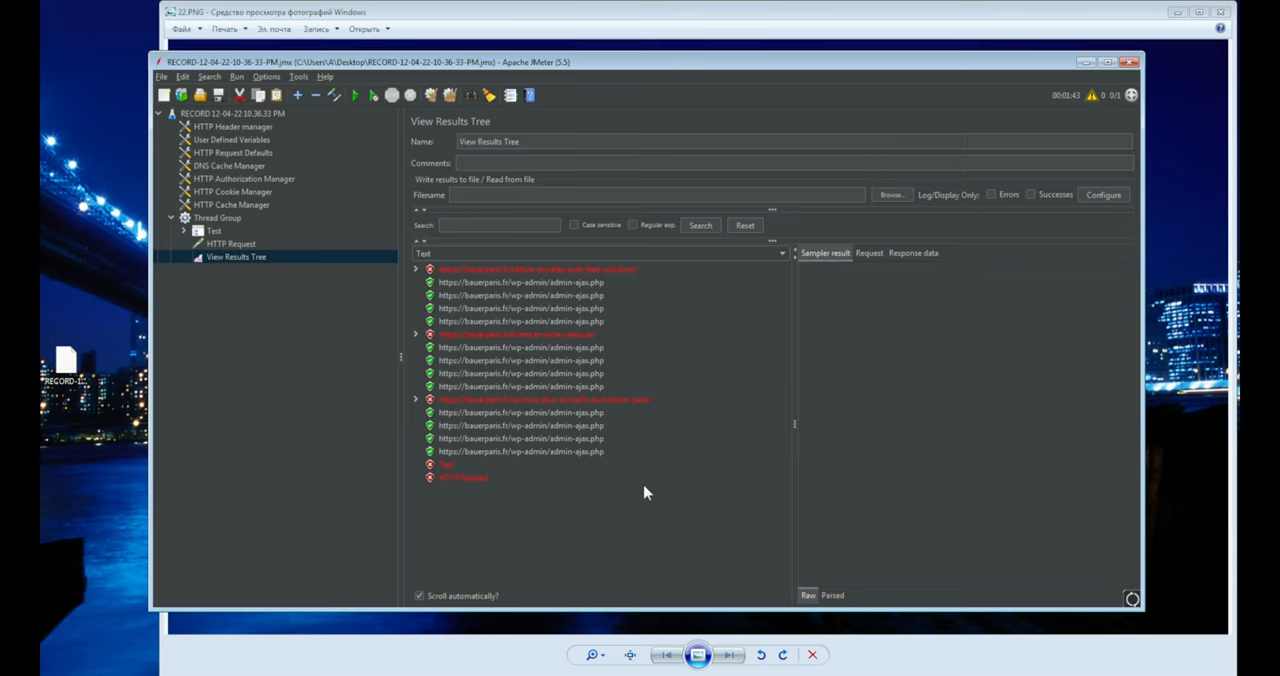 22.PNG - Средство просмотра фотографий Windows
Файл Печать Эл. почта Запись Открыть
RECORD-12-04-22-10-36-33-PM.jmx (C:\Users\A\Desktop\RECORD-12-04-22-10-36-33-PM.jmx) - Apache JMeter (5.5)
File Edit Search Run Options Tools Help
00:01:43 0 0/1
RECORD 12-04-22 10.36.33 PM
HTTP Header manager
User Defined Variables
HTTP Request Defaults
DNS Cache Manager
HTTP Authorization Manager
HTTP Cookie Manager
HTTP Cache Manager
Thread Group
Test
HTTP Request
View Results Tree
View Results Tree
Name: View Results Tree
Comments:
Write results to file / Read from file
Filename Browse... Log/Display Only: Errors Successes Configure
Search: Case sensitive Regular exp. Search Reset
Text
https://bauerparis.fr/wp-admin/admin-ajax.php
https://bauerparis.fr/wp-admin/admin-ajax.php
https://bauerparis.fr/wp-admin/admin-ajax.php
https://bauerparis.fr/wp-admin/admin-ajax.php
https://bauerparis.fr/wp-admin/admin-ajax.php
https://bauerparis.fr/wp-admin/admin-ajax.php
https://bauerparis.fr/wp-admin/admin-ajax.php
https://bauerparis.fr/wp-admin/admin-ajax.php
https://bauerparis.fr/wp-admin/admin-ajax.php
https://bauerparis.fr/wp-admin/admin-ajax.php
https://bauerparis.fr/wp-admin/admin-ajax.php
https://bauerparis.fr/wp-admin/admin-ajax.php
Test
HTTP Request
Scroll automatically?
Sampler result Request Response data
Raw Parsed
RECORD-1...